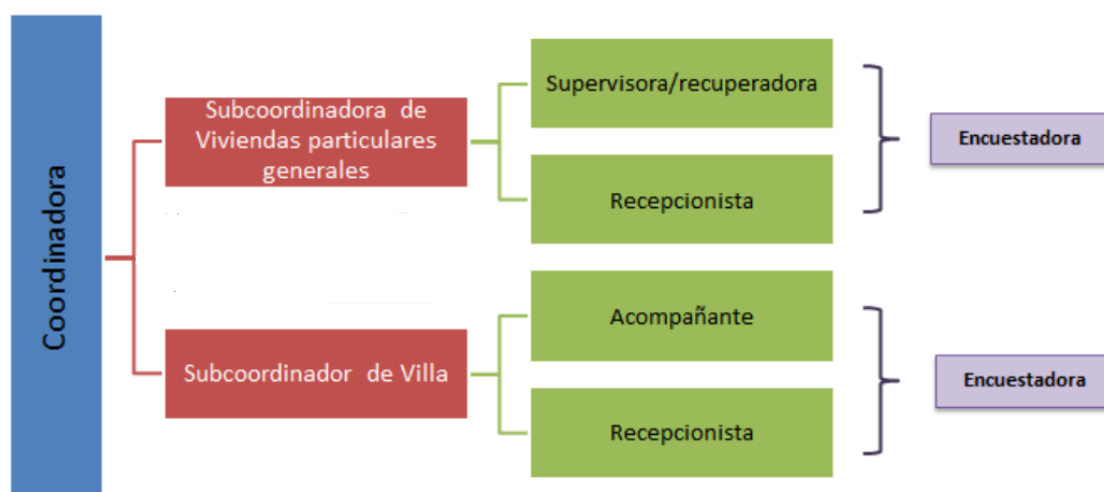 Coordinadora
Subcoordinadora de
Viviendas particulares
generales
Supervisora/recuperadora
Recepcionista
Encuestadora
Subcoordinador de Villa
Acompañante
Recepcionista
Encuestadora